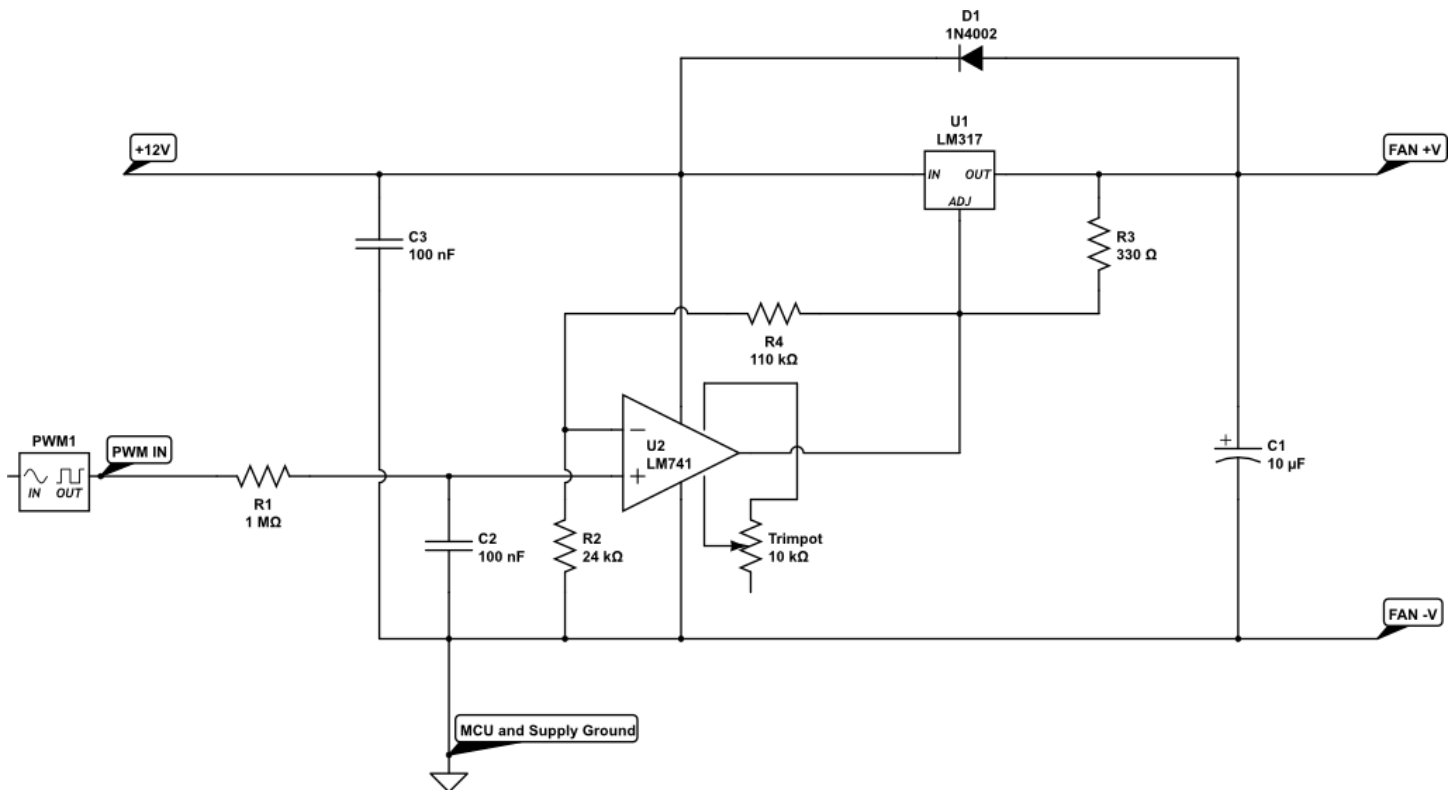 D1
1N4002
+12V
U1
LM317
FAN +V
IN
OUT
ADJ
C3
100 nF
R3
330 Ω
R4
110 kΩ
PWM1
PWM IN
−
U2
LM741
+
+
C1
10 µF
IN
OUT
R1
1 MΩ
C2
100 nF
R2
24 kΩ
Trimpot
10 kΩ
FAN -V
MCU and Supply Ground